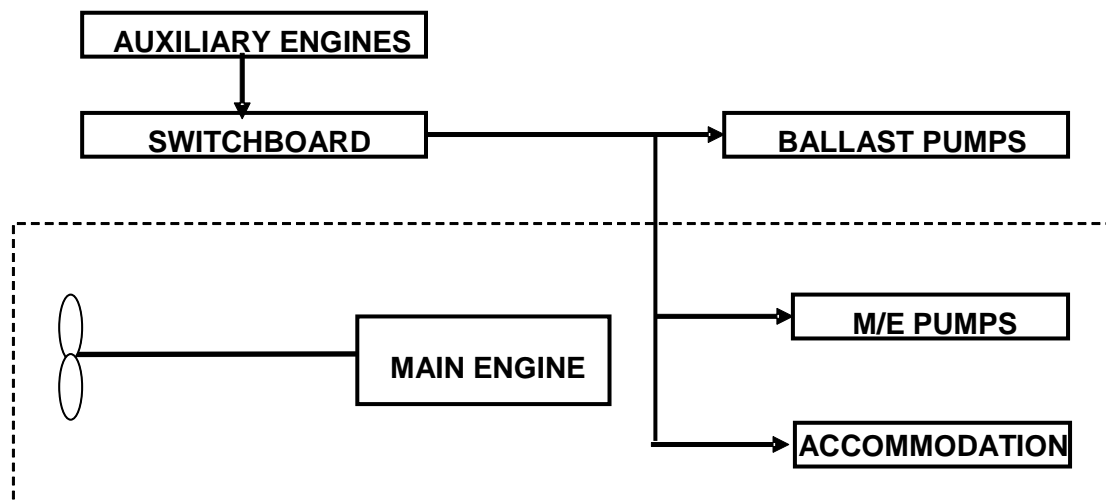 AUXILIARY ENGINES
SWITCHBOARD
BALLAST PUMPS
M/E PUMPS
MAIN ENGINE
ACCOMMODATION